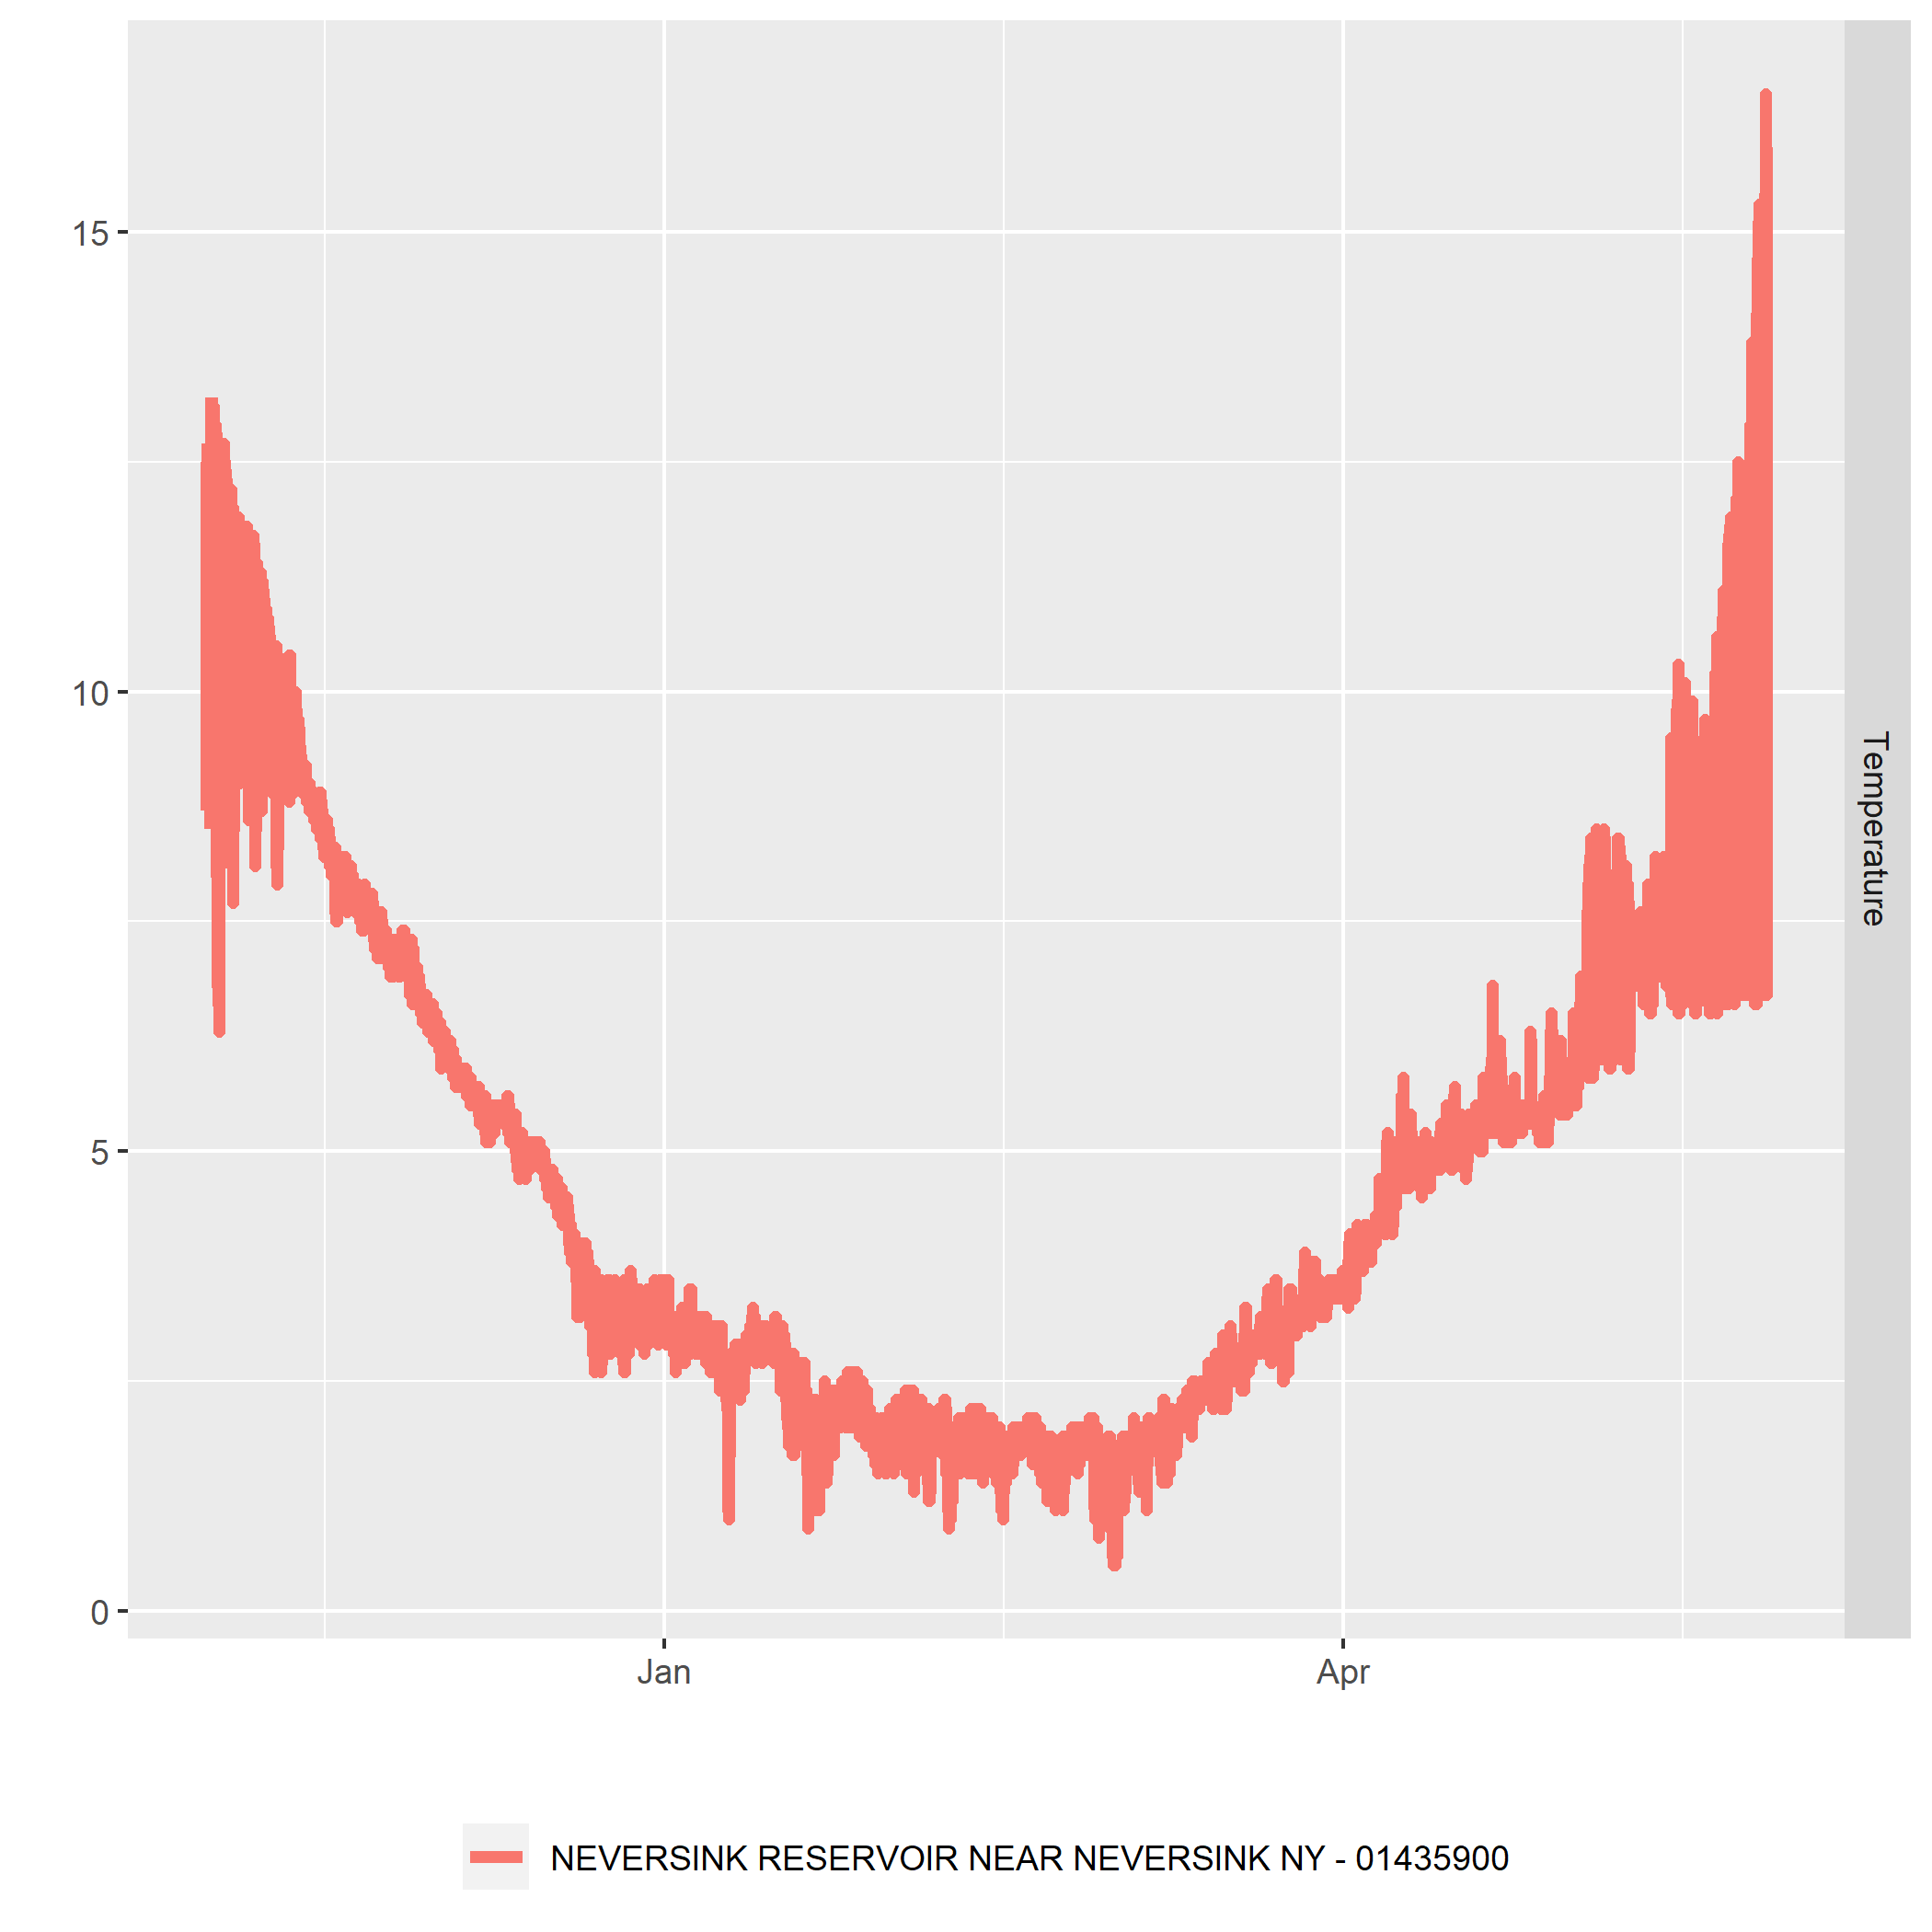 15
10
5
0
Temperature
Jan
Apr
NEVERSINK RESERVOIR NEAR NEVERSINK NY - 01435900